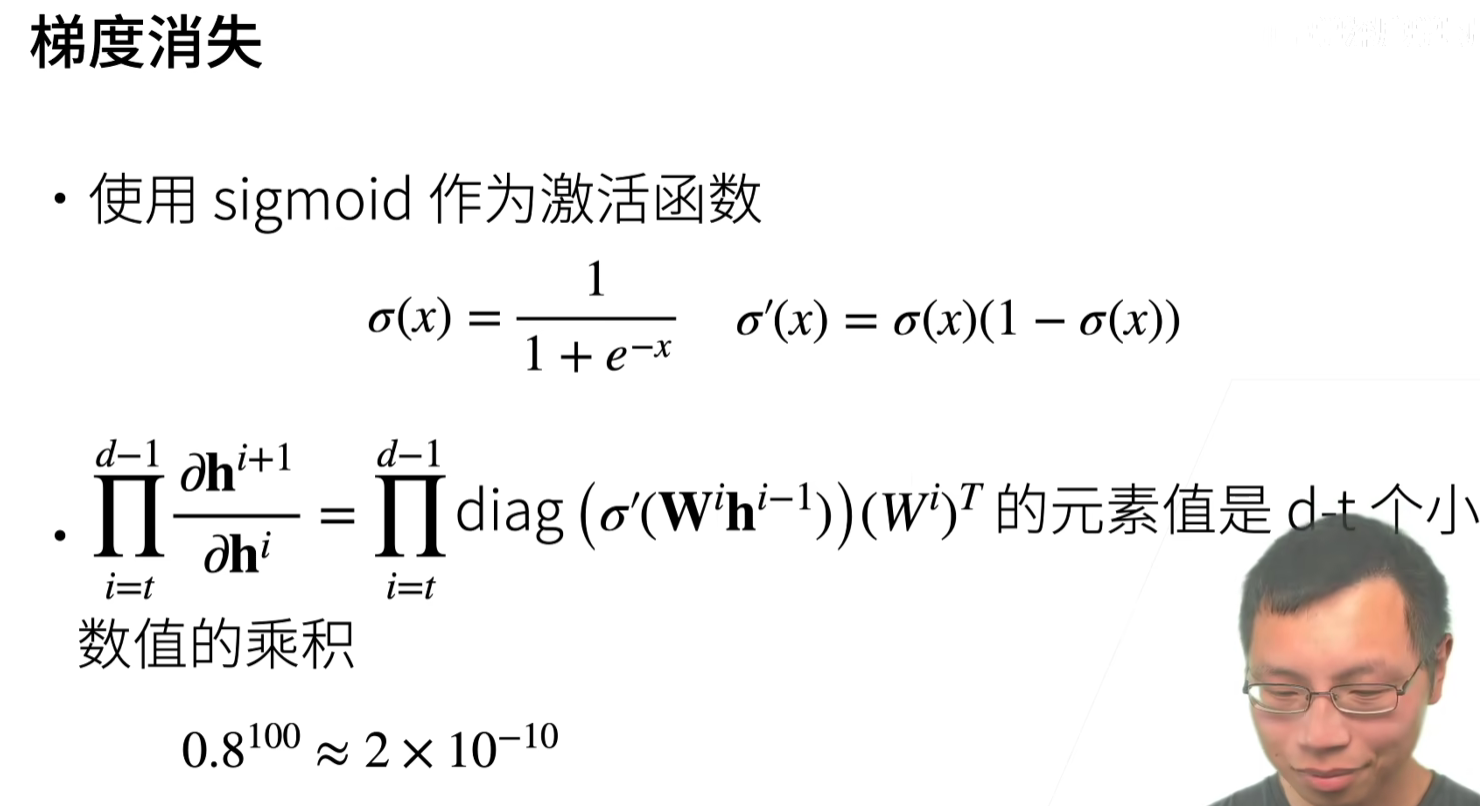 梯度消失
• 使用 sigmoid 作为激活函数
σ(x) = 1 / (1 + e^{-x})  σ′(x) = σ(x)(1 − σ(x))
• ∏_{i=t}^{d−1} ∂h^{i+1} / ∂h^{i} = ∏_{i=t}^{d−1} diag (σ′(W^{i}h^{i−1})) (W^{i})^{T} 的元素值是 d-t 个小
数值的乘积
0.8^{100} ≈ 2 × 10^{−10}